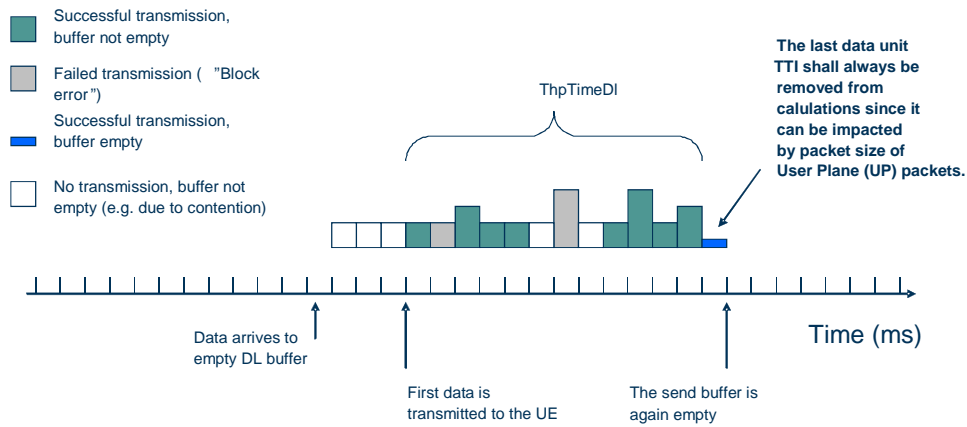 Successful transmission,
buffer not empty
Failed transmission ( "Block
error")
Successful transmission,
buffer empty
No transmission, buffer not
empty (e.g. due to contention)
ThpTimeDl
The last data unit
TTI shall always be
removed from
calulations since it
can be impacted
by packet size of
User Plane (UP) packets.
Data arrives to
empty DL buffer
First data is
transmitted to the UE
The send buffer is
again empty
Time (ms)